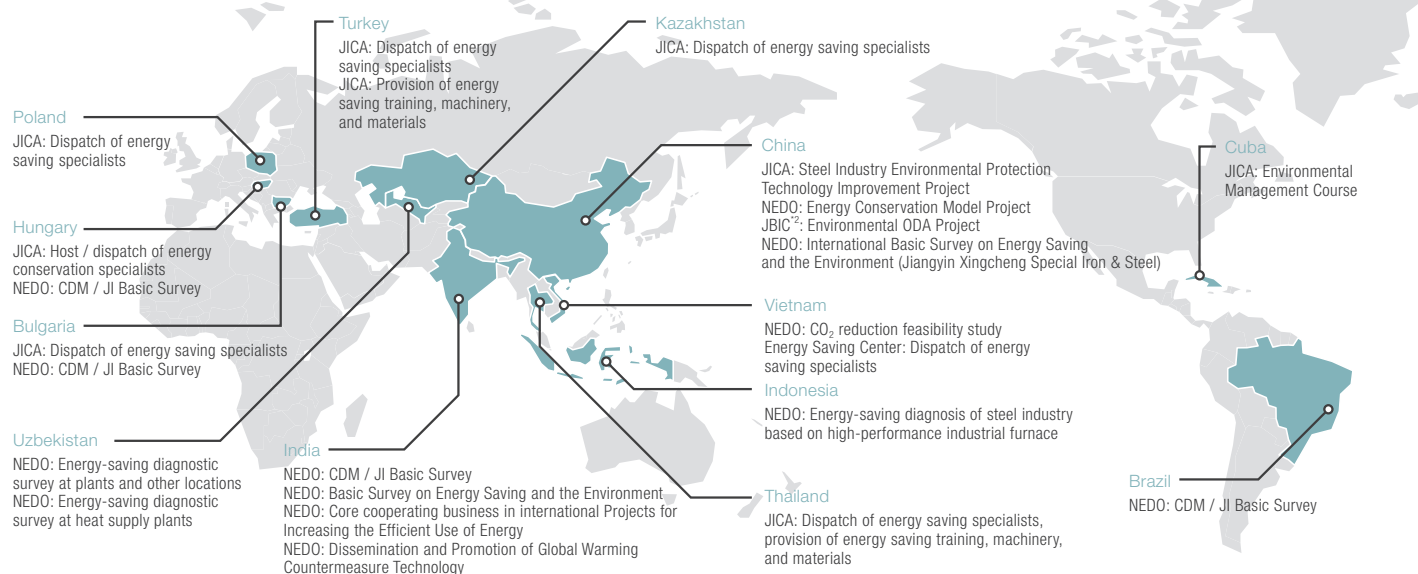 Turkey
JICA: Dispatch of energy
saving specialists
JICA: Provision of energy
saving training, machinery,
and materials
Kazakhstan
JICA: Dispatch of energy saving specialists
Poland
JICA: Dispatch of energy
saving specialists
China
JICA: Steel Industry Environmental Protection
Technology Improvement Project
NEDO: Energy Conservation Model Project
JBIC*2: Environmental ODA Project
NEDO: International Basic Survey on Energy Saving
and the Environment (Jiangyin Xingcheng Special Iron & Steel)
Cuba
JICA: Environmental
Management Course
Hungary
JICA: Host / dispatch of energy
conservation specialists
NEDO: CDM / JI Basic Survey
Bulgaria
JICA: Dispatch of energy saving specialists
NEDO: CDM / JI Basic Survey
Vietnam
NEDO: CO2 reduction feasibility study
Energy Saving Center: Dispatch of energy
saving specialists
Indonesia
NEDO: Energy-saving diagnosis of steel industry
based on high-performance industrial furnace
Uzbekistan
NEDO: Energy-saving diagnostic
survey at plants and other locations
NEDO: Energy-saving diagnostic
survey at heat supply plants
India
NEDO: CDM / JI Basic Survey
NEDO: Basic Survey on Energy Saving and the Environment
NEDO: Core cooperating business in international Projects for
Increasing the Efficient Use of Energy
NEDO: Dissemination and Promotion of Global Warming
Countermeasure Technology
Thailand
JICA: Dispatch of energy saving specialists,
provision of energy saving training, machinery,
and materials
Brazil
NEDO: CDM / JI Basic Survey